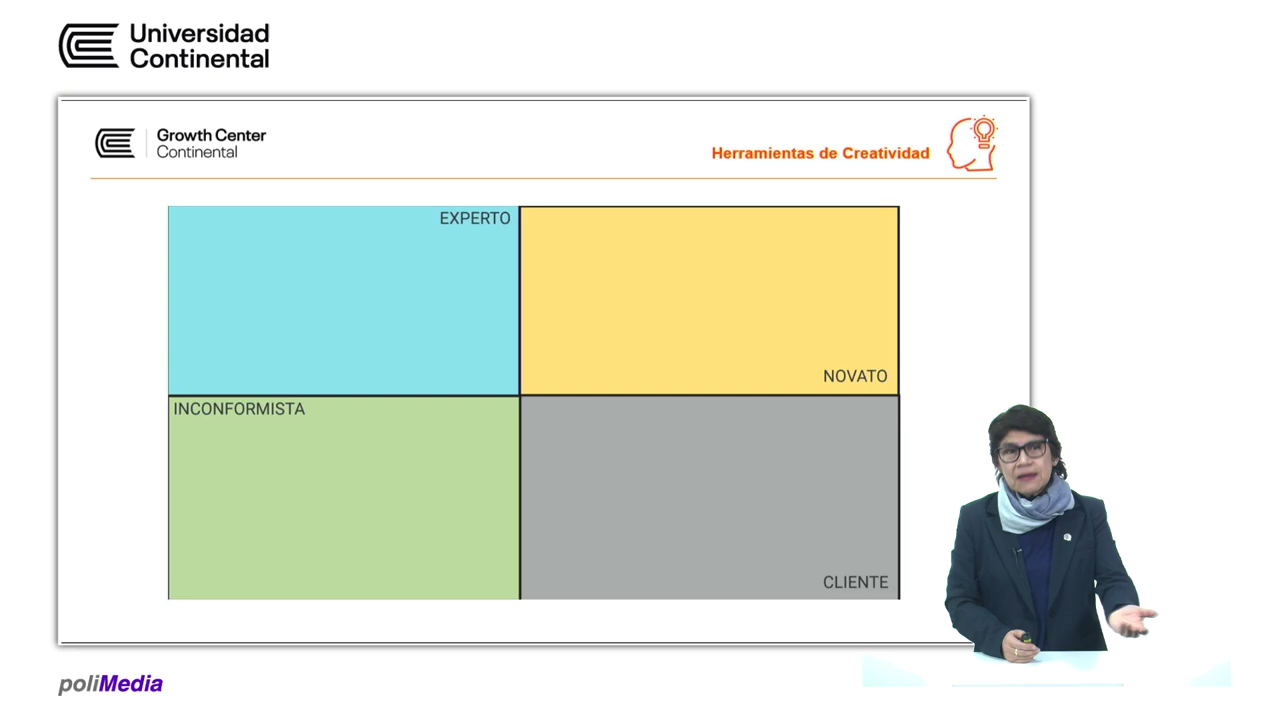 Universidad
Continental
Growth Center
Continental
Herramientas de Creatividad
EXPERTO
NOVATO
INCONFORMISTA
CLIENTE
poliMedia